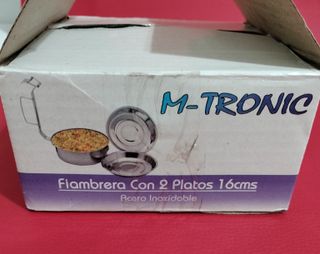 M-TRONIC
Fiambrera Con 2 Platos 16cms
Acero Inoxidable